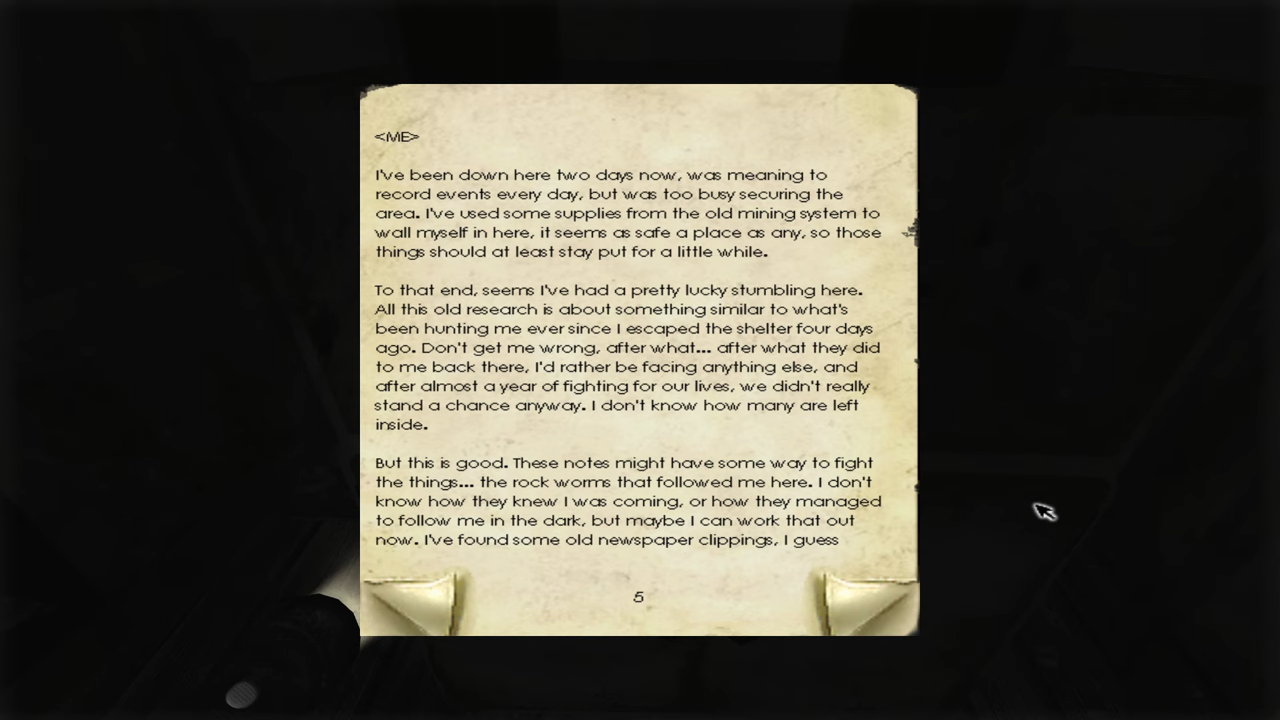 <ME>
I've been down here two days now, was meaning to
record events every day, but was too busy securing the
area. I've used some supplies from the old mining system to
wall myself in here, it seems as safe a place as any, so those
things should at least stay put for a little while.
To that end, seems I've had a pretty lucky stumbling here.
All this old research is about something similar to what's
been hunting me ever since I escaped the shelter four days
ago. Don't get me wrong, after what... after what they did
to me back there, I'd rather be facing anything else, and
after almost a year of fighting for our lives, we didn't really
stand a chance anyway. I don't know how many are left
inside.
But this is good. These notes might have some way to fight
the things... the rock worms that followed me here. I don't
know how they knew I was coming, or how they managed
to follow me in the dark, but maybe I can work that out
now. I've found some old newspaper clippings, I guess
5